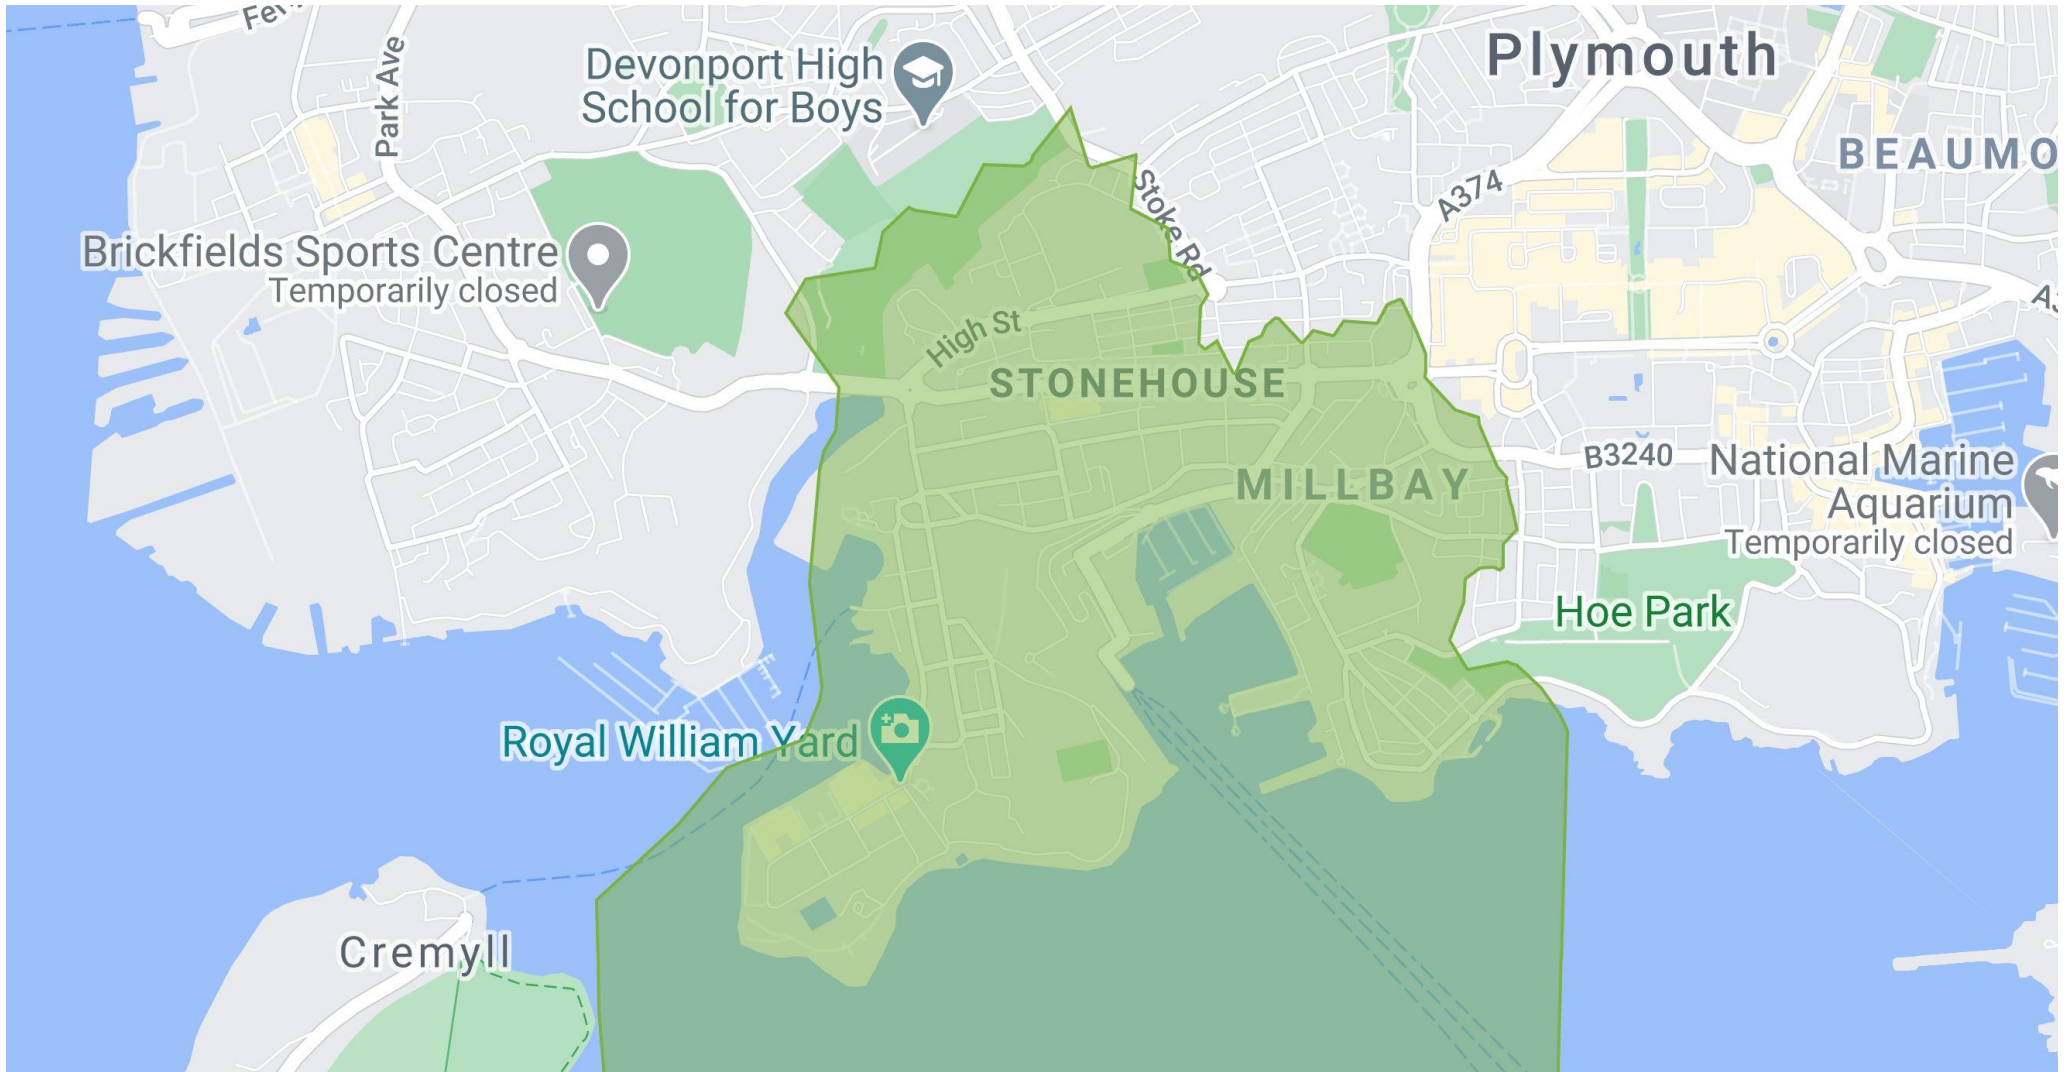 Park Ave
Devonport High
School for Boys
Plymouth
BEAUMO
Stoke Rd
A374
Brickfields Sports Centre
Temporarily closed
High St
STONEHOUSE
MILLBAY
B3240
National Marine
Aquarium
Temporarily closed
Hoe Park
Royal William Yard
Cremyll